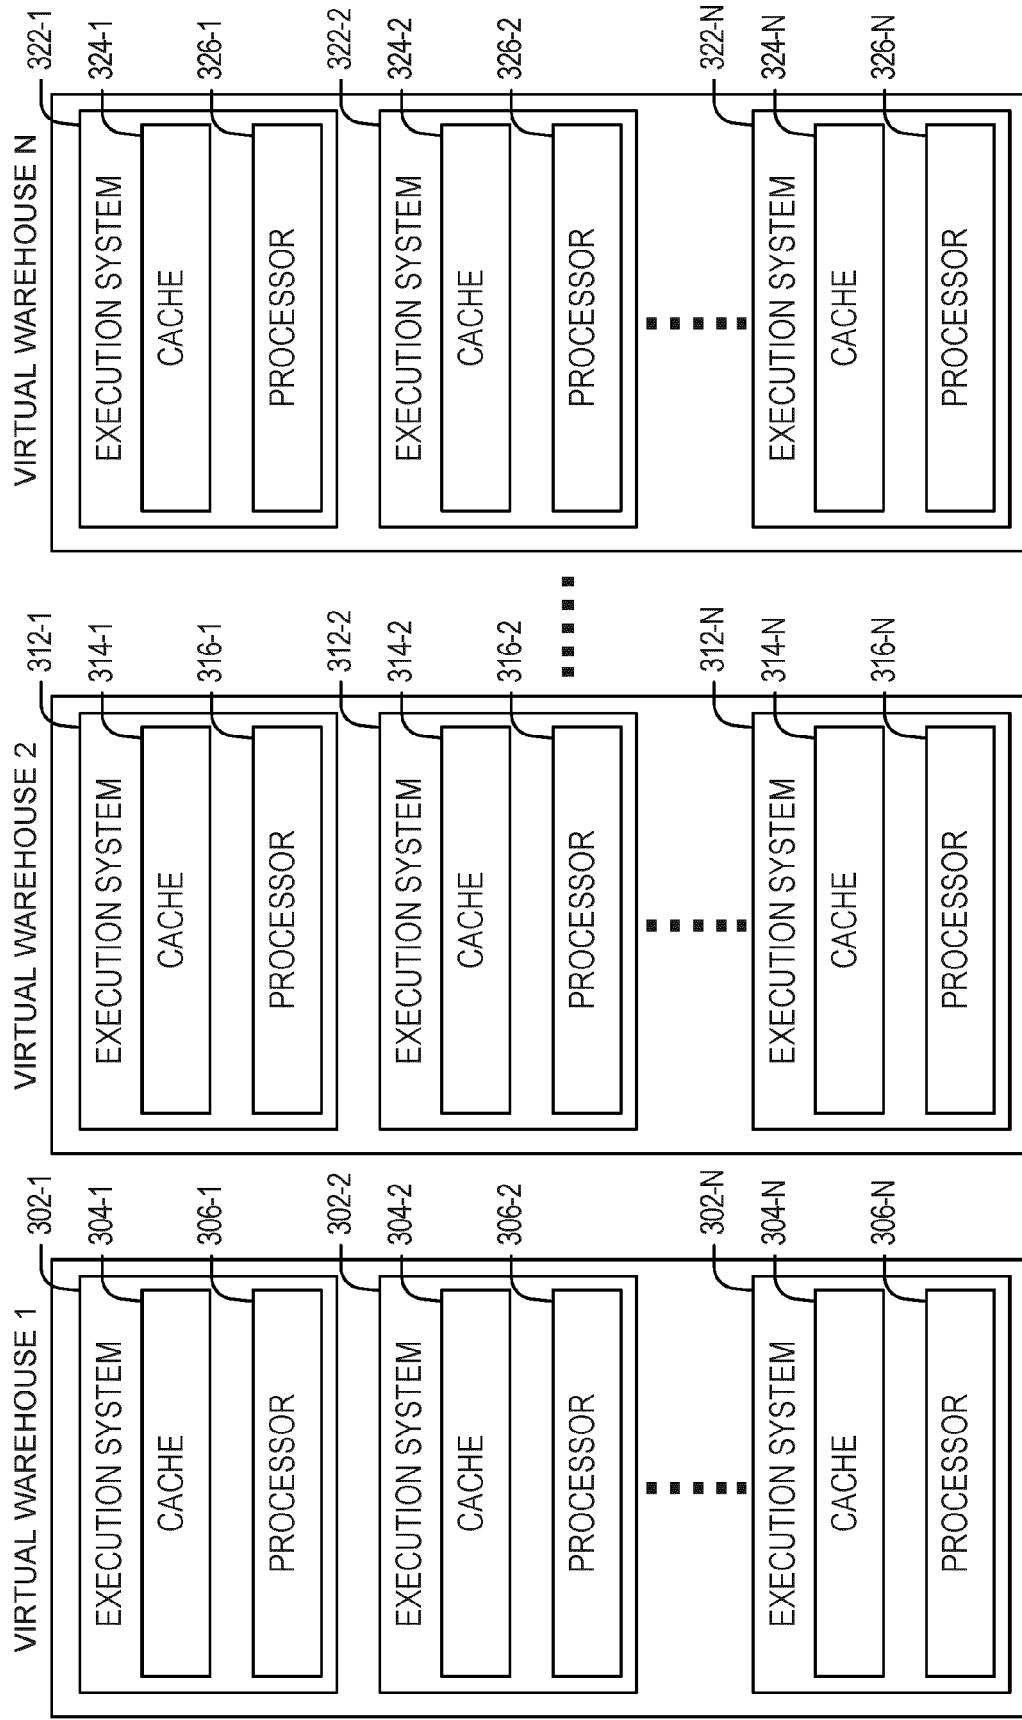 VIRTUAL WAREHOUSE 1
302-1
EXECUTION SYSTEM
304-1
CACHE
306-1
PROCESSOR
302-2
EXECUTION SYSTEM
304-2
CACHE
306-2
PROCESSOR
302-N
EXECUTION SYSTEM
304-N
CACHE
306-N
PROCESSOR
VIRTUAL WAREHOUSE 2
312-1
EXECUTION SYSTEM
314-1
CACHE
316-1
PROCESSOR
312-2
EXECUTION SYSTEM
314-2
CACHE
316-2
PROCESSOR
312-N
EXECUTION SYSTEM
314-N
CACHE
316-N
PROCESSOR
VIRTUAL WAREHOUSE N
322-1
EXECUTION SYSTEM
324-1
CACHE
326-1
PROCESSOR
322-2
EXECUTION SYSTEM
324-2
CACHE
326-2
PROCESSOR
322-N
EXECUTION SYSTEM
324-N
CACHE
326-N
PROCESSOR